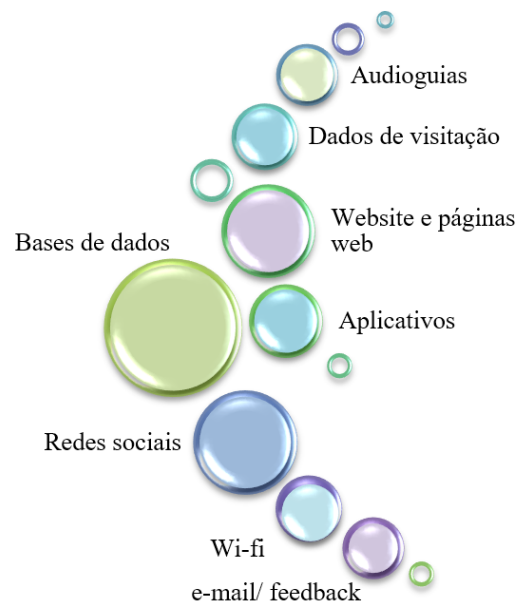 Audioguias
Dados de visitação
Website e páginas
web
Bases de dados
Aplicativos
Redes sociais
Wi-fi
e-mail/ feedback